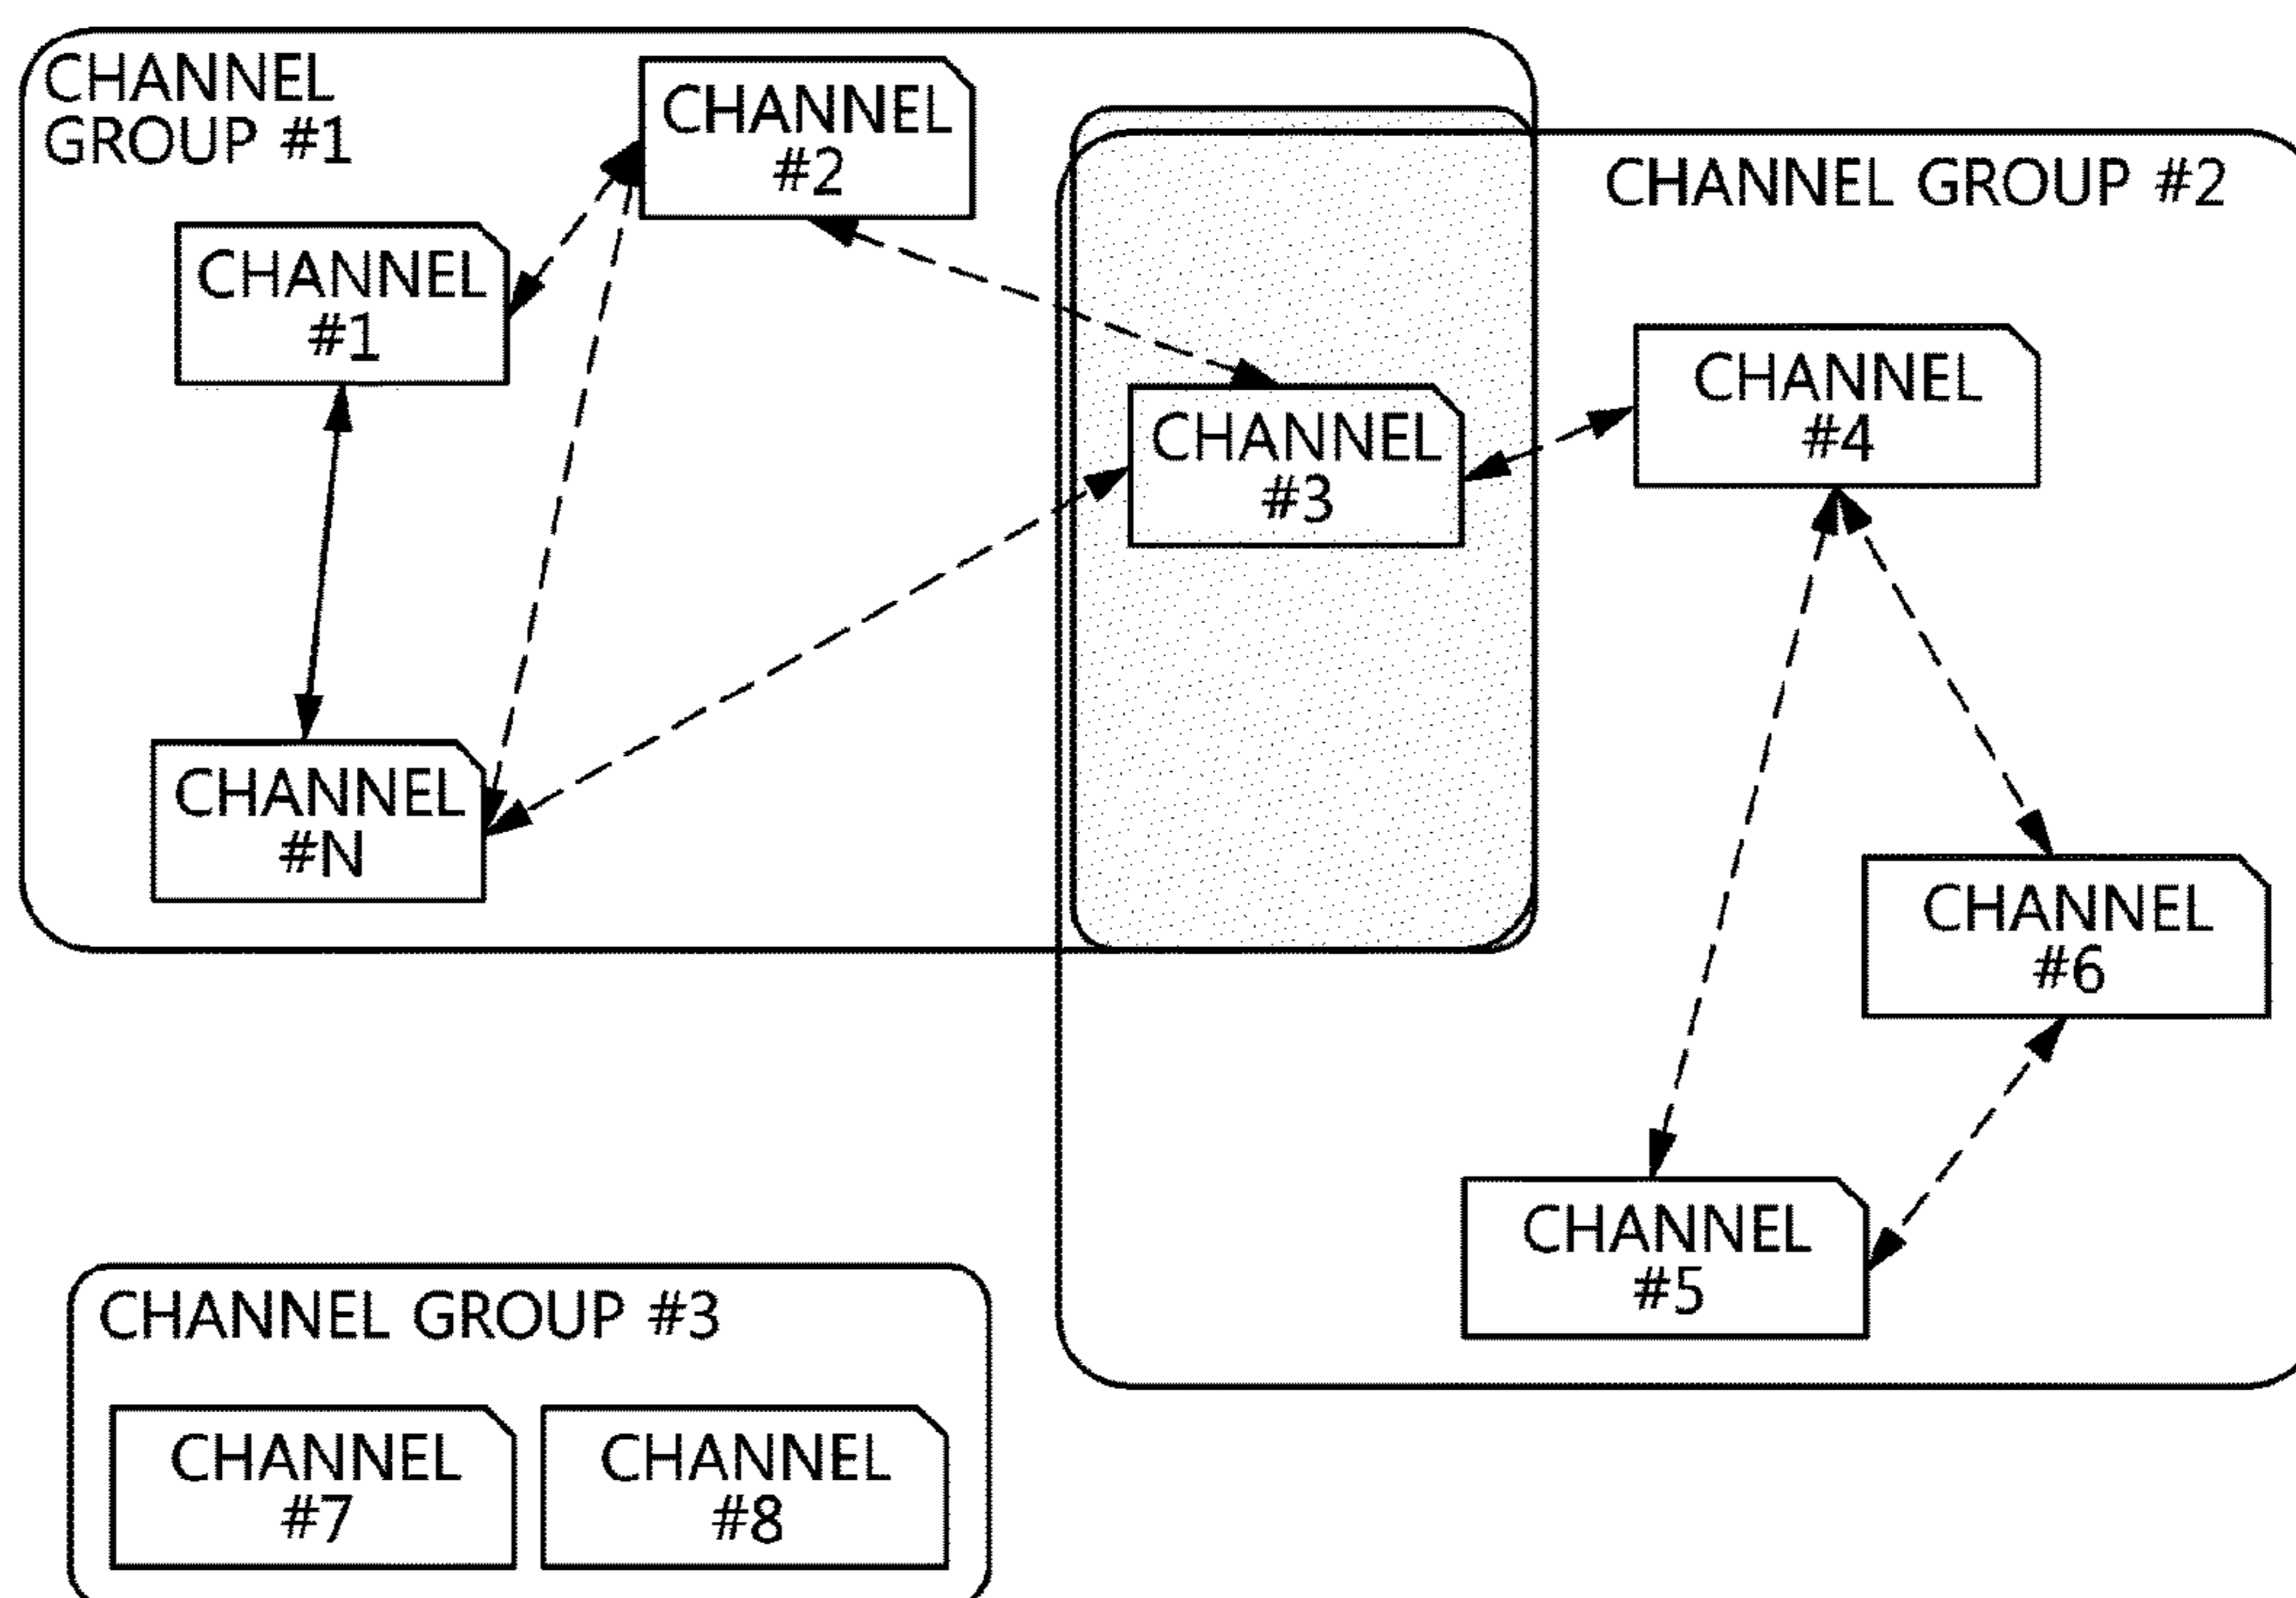 CHANNEL
GROUP #1
CHANNEL
#2
CHANNEL GROUP #2
CHANNEL
#1
CHANNEL
#3
CHANNEL
#4
CHANNEL
#N
CHANNEL
#6
CHANNEL
#5
CHANNEL GROUP #3
CHANNEL
#7
CHANNEL
#8